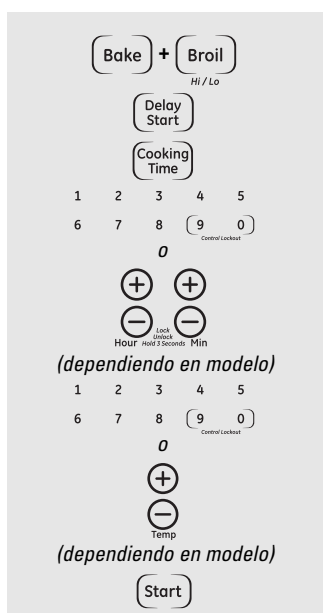 Bake + Broil
Hi / Lo
Delay
Start
Cooking
Time
1 2 3 4 5
6 7 8 9 0
Control Lockout
O
+ +
− −
Lock
Unlock
Hour Hold 3 Seconds Min
(dependiendo en modelo)
1 2 3 4 5
6 7 8 9 0
Control Lockout
O
+
−
Temp
(dependiendo en modelo)
Start